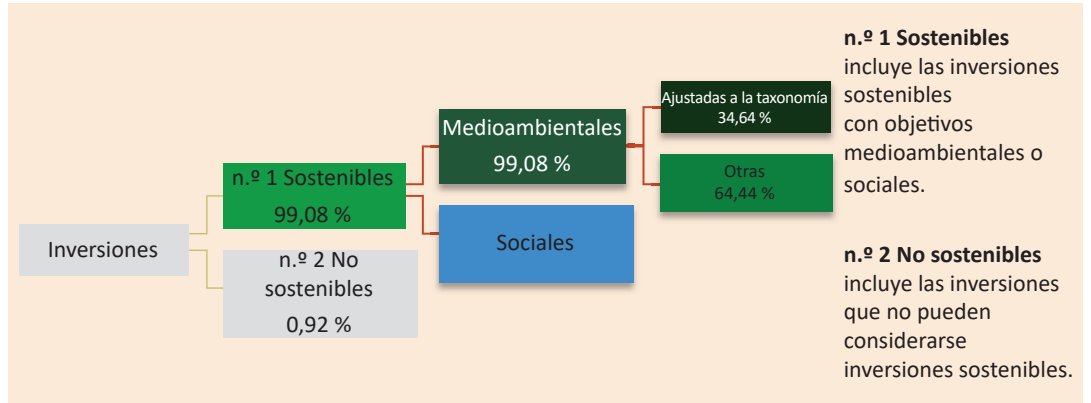 Inversiones
n.º 1 Sostenibles
99,08 %
n.º 2 No
sostenibles
0,92 %
Medioambientales
99,08 %
Sociales
Ajustadas a la taxonomía
34,64 %
Otras
64,44 %
n.º 1 Sostenibles
incluye las inversiones
sostenibles
con objetivos
medioambientales o
sociales.
n.º 2 No sostenibles
incluye las inversiones
que no pueden
considerarse
inversiones sostenibles.